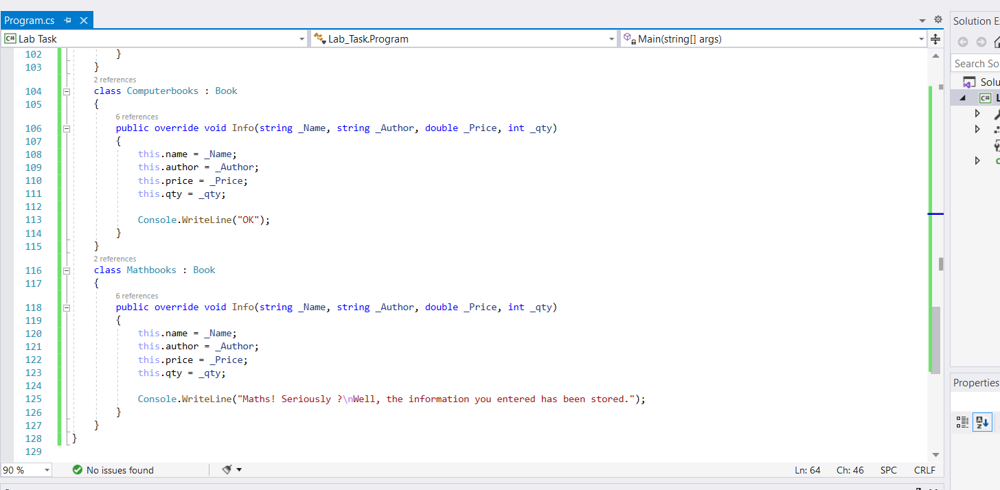 Program.cs
Solution E
C# Lab Task
Lab_Task.Program
Main(string[] args)
Search So
Solu
C#
102 }
103 }
2 references
104 class Computerbooks : Book
105 {
6 references
106 public override void Info(string _Name, string _Author, double _Price, int _qty)
107 {
108 this.name = _Name;
109 this.author = _Author;
110 this.price = _Price;
111 this.qty = _qty;
112
113 Console.WriteLine("OK");
114 }
115 }
2 references
116 class Mathbooks : Book
117 {
6 references
118 public override void Info(string _Name, string _Author, double _Price, int _qty)
119 {
120 this.name = _Name;
121 this.author = _Author;
122 this.price = _Price;
123 this.qty = _qty;
124
125 Console.WriteLine("Maths! Seriously ?\nWell, the information you entered has been stored.");
126 }
127 }
128 }
129
Properties
90 %
No issues found
Ln: 64 Ch: 46 SPC CRLF